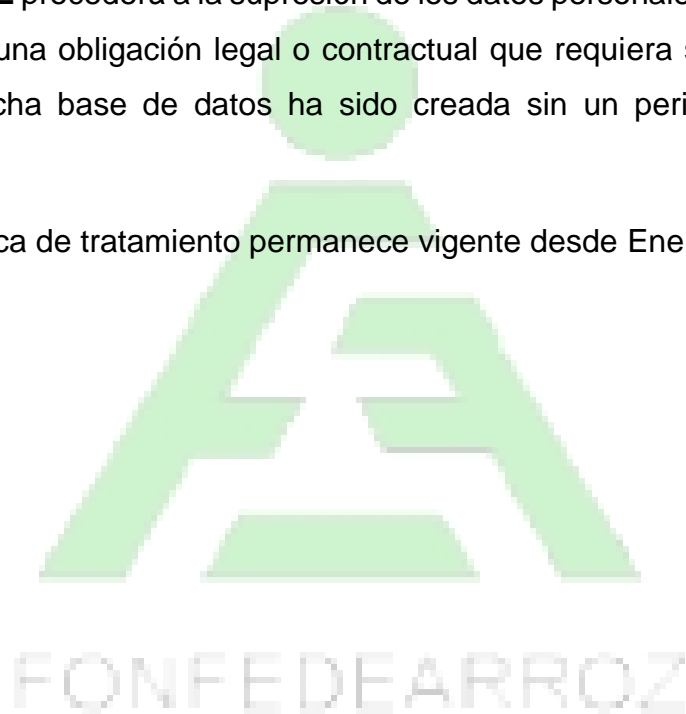 procederá a la supresión de los datos personales
una obligación legal o contractual que requiera
cha base de datos ha sido creada sin un peri
ca de tratamiento permanece vigente desde Ene
FONFEDEARROZ